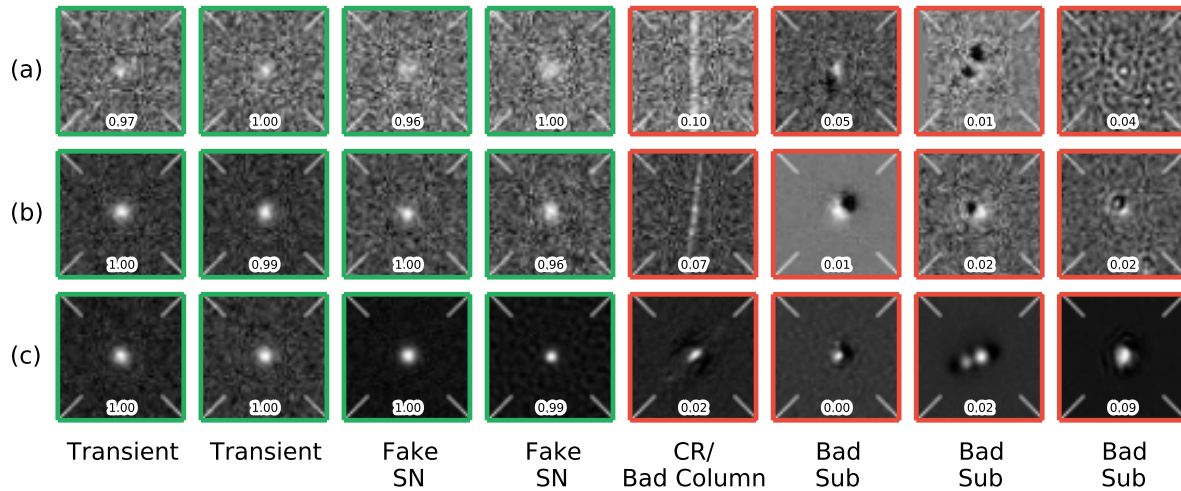 (a)
0.97 1.00 0.96 1.00 0.10 0.05 0.01 0.04
(b)
1.00 0.99 1.00 0.96 0.07 0.01 0.02 0.02
(c)
1.00 1.00 1.00 0.99 0.02 0.00 0.02 0.09
Transient Transient Fake Fake CR/ Bad Bad Bad
SN SN Bad Column Sub Sub Sub